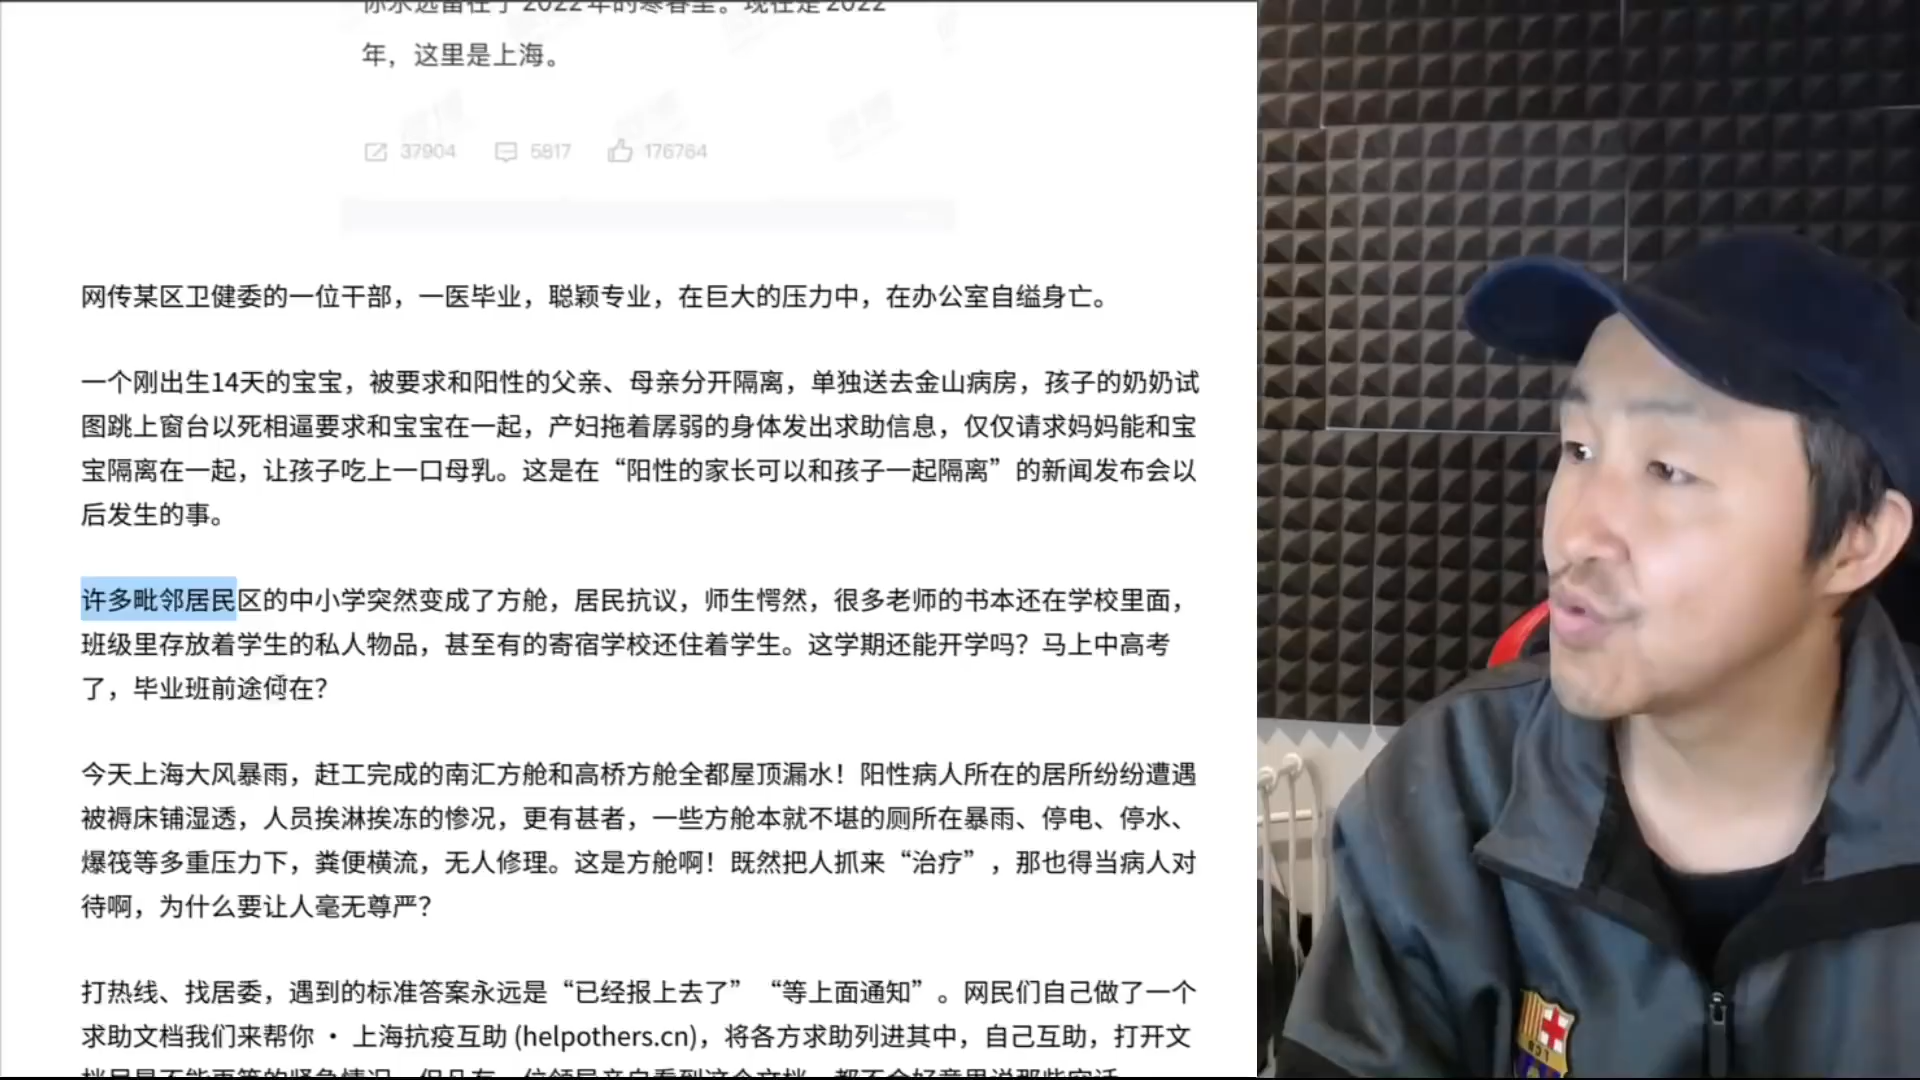 你永远留在了2022年的寒春里。现在是2022
年，这里是上海。
37904 5817 176764
网传某区卫健委的一位干部，一医毕业，聪颖专业，在巨大的压力中，在办公室自缢身亡。
一个刚出生14天的宝宝，被要求和阳性的父亲、母亲分开隔离，单独送去金山病房，孩子的奶奶试
图跳上窗台以死相逼要求和宝宝在一起，产妇拖着孱弱的身体发出求助信息，仅仅请求妈妈能和宝
宝隔离在一起，让孩子吃上一口母乳。这是在“阳性的家长可以和孩子一起隔离”的新闻发布会以
后发生的事。
许多毗邻居民区的中小学突然变成了方舱，居民抗议，师生愕然，很多老师的书本还在学校里面，
班级里存放着学生的私人物品，甚至有的寄宿学校还住着学生。这学期还能开学吗？马上中高考
了，毕业班前途何在？
今天上海大风暴雨，赶工完成的南汇方舱和高桥方舱全都屋顶漏水！阳性病人所在的居所纷纷遭遇
被褥床铺湿透，人员挨淋挨冻的惨况，更有甚者，一些方舱本就不堪的厕所在暴雨、停电、停水、
爆筏等多重压力下，粪便横流，无人修理。这是方舱啊！既然把人抓来“治疗”，那也得当病人对
待啊，为什么要让人毫无尊严？
打热线、找居委，遇到的标准答案永远是“已经报上去了”“等上面通知”。网民们自己做了一个
求助文档我们来帮你 · 上海抗疫互助 (helpothers.cn)，将各方求助列进其中，自己互助，打开文